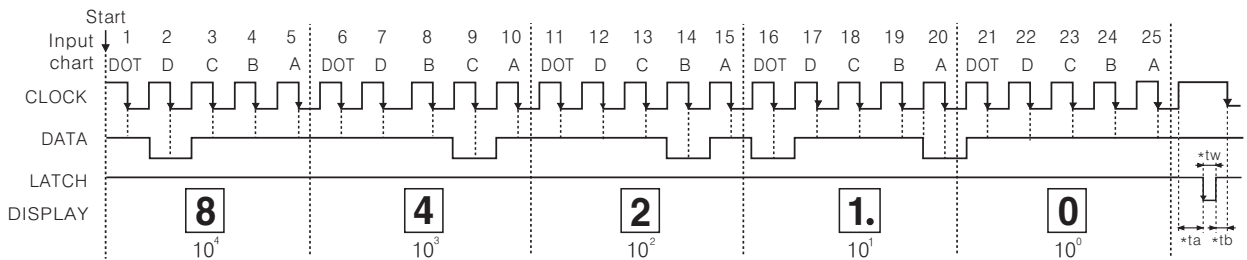 Start
Input 1 2 3 4 5 6 7 8 9 10 11 12 13 14 15 16 17 18 19 20 21 22 23 24 25
chart DOT D C B A DOT D B C A DOT D C B A DOT D C B A DOT D C B A
CLOCK
DATA
*tw
LATCH
DISPLAY 8 4 2 1. 0
10⁴ 10³ 10² 10¹ 10⁰ *ta *tb